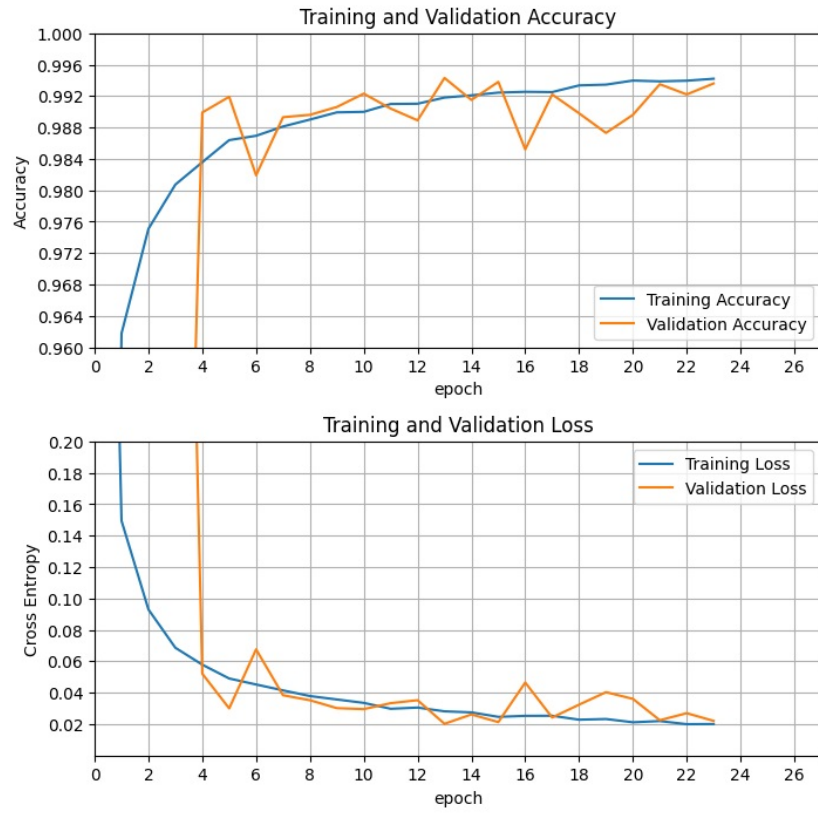 Training and Validation Accuracy
1.000
0.996
0.992
0.988
0.984
0.980
0.976
0.972
0.968
0.964
0.960
Accuracy
Training Accuracy
Validation Accuracy
0 2 4 6 8 10 12 14 16 18 20 22 24 26
epoch
Training and Validation Loss
0.20
0.18
0.16
0.14
0.12
0.10
0.08
0.06
0.04
0.02
Cross Entropy
Training Loss
Validation Loss
0 2 4 6 8 10 12 14 16 18 20 22 24 26
epoch